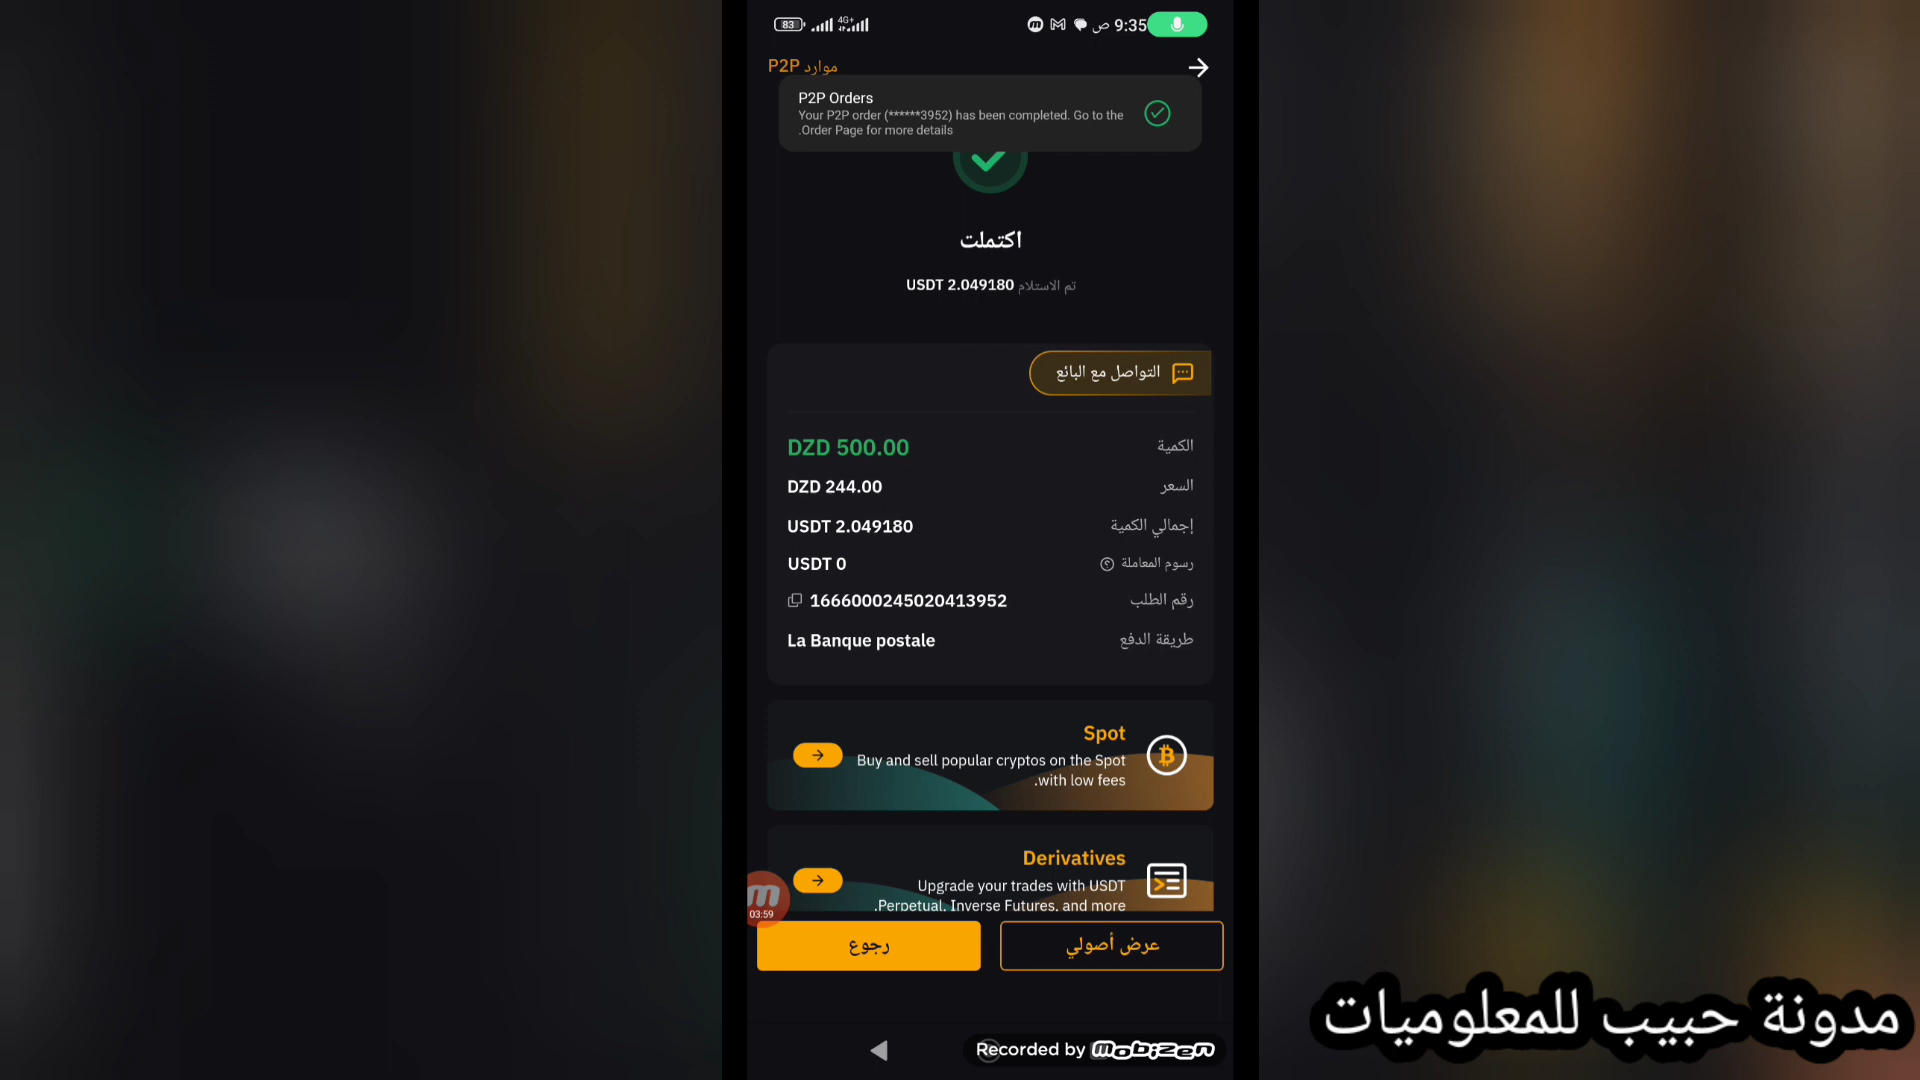 83 4G+ ص 9:35
موارد P2P
P2P Orders
Your P2P order (******3952) has been completed. Go to the
.Order Page for more details
اكتملت
تم الاستلام USDT 2.049180
التواصل مع البائع
الكمية DZD 500.00
السعر DZD 244.00
إجمالي الكمية USDT 2.049180
رسوم المعاملة USDT 0
رقم الطلب 1666000245020413952
طريقة الدفع La Banque postale
Spot
Buy and sell popular cryptos on the Spot
.with low fees
Derivatives
Upgrade your trades with USDT
.Perpetual, Inverse Futures, and more
03:59
عرض أصولي
رجوع
Recorded by mobizen
مدونة حبيب للمعلوميات